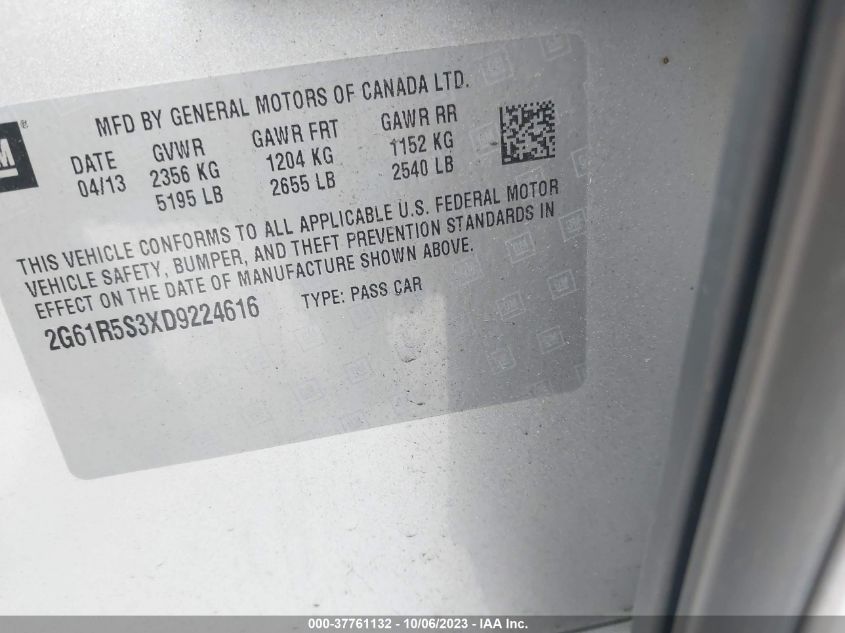 MFD BY GENERAL MOTORS OF CANADA LTD.
DATE GVWR GAWR FRT GAWR RR
04/13 2356 KG 1204 KG 1152 KG
5195 LB 2655 LB 2540 LB
THIS VEHICLE CONFORMS TO ALL APPLICABLE U.S. FEDERAL MOTOR
VEHICLE SAFETY, BUMPER, AND THEFT PREVENTION STANDARDS IN
EFFECT ON THE DATE OF MANUFACTURE SHOWN ABOVE.
2G61R5S3XD9224616 TYPE: PASS CAR
000-37761132 - 10/06/2023 - IAA Inc.